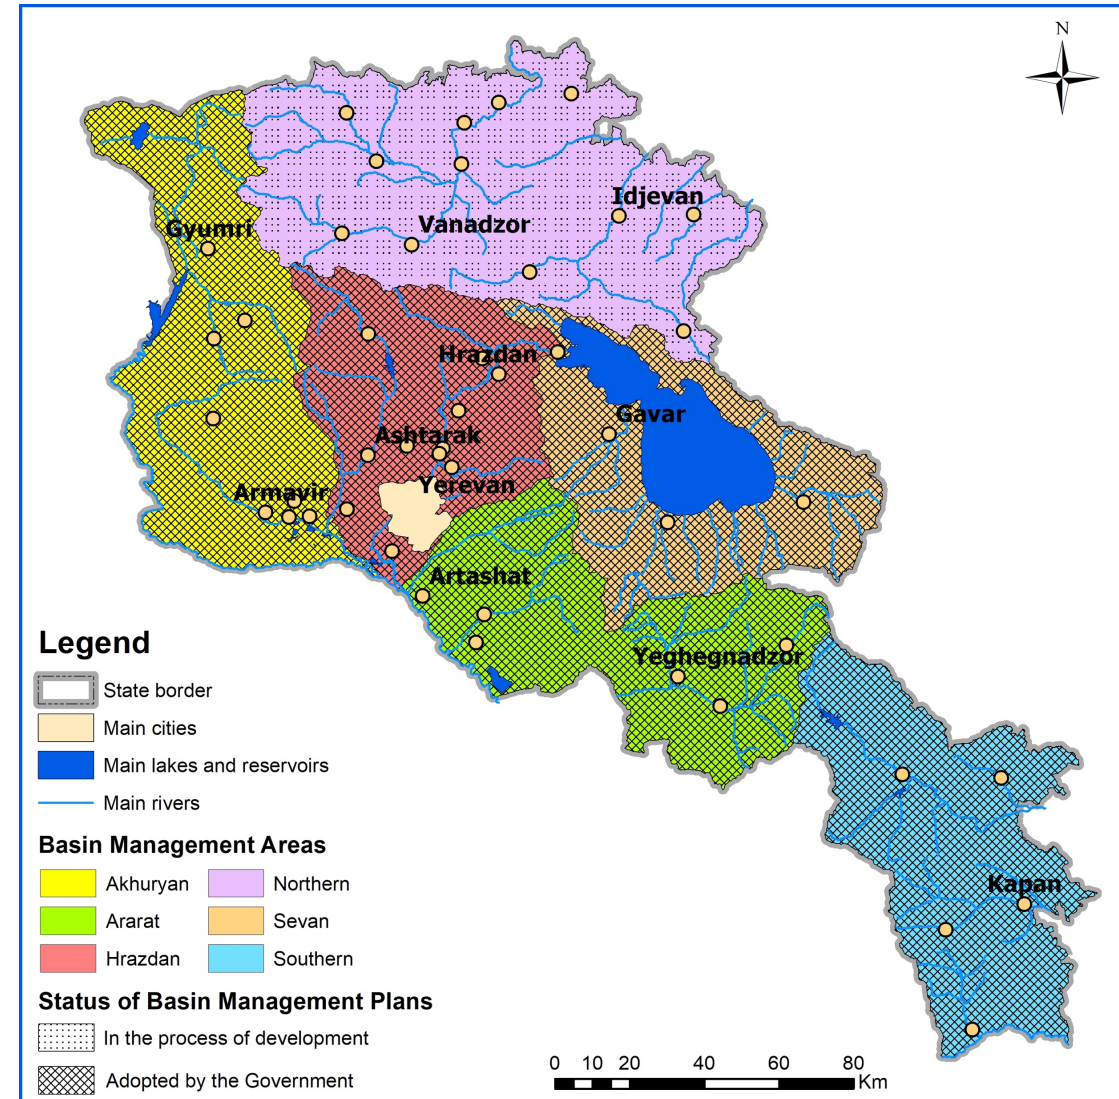 N
Idjevan
Vanadzor
Gyumri
Hrazdan
Gavar
Ashtarak
Yerevan
Armavir
Artashat
Yeghegnadzor
Kapan
Legend
State border
Main cities
Main lakes and reservoirs
Main rivers
Basin Management Areas
Akhuryan Northern
Ararat Sevan
Hrazdan Southern
Status of Basin Management Plans
In the process of development
Adopted by the Government
0 10 20 40 60 80
Km